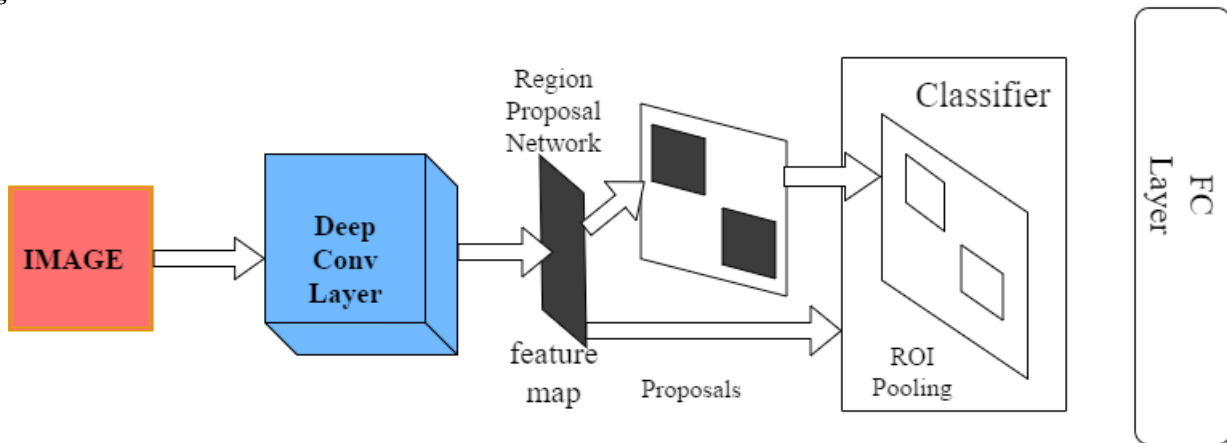 IMAGE
Deep
Conv
Layer
Region
Proposal
Network
feature
map
Proposals
Classifier
ROI
Pooling
FC
Layer